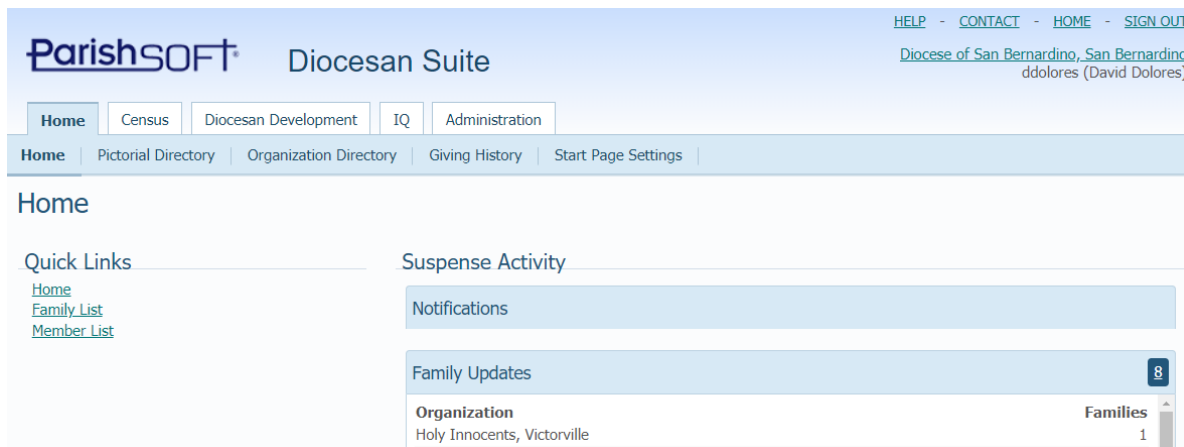 HELP - CONTACT - HOME - SIGN OUT
ParishSOFT Diocesan Suite
Diocese of San Bernardino, San Bernardino
ddolores (David Dolores)
Home Census Diocesan Development IQ Administration
Home Pictorial Directory Organization Directory Giving History Start Page Settings
Home
Quick Links
Home
Family List
Member List
Suspense Activity
Notifications
Family Updates 8
Organization Families
Holy Innocents, Victorville 1